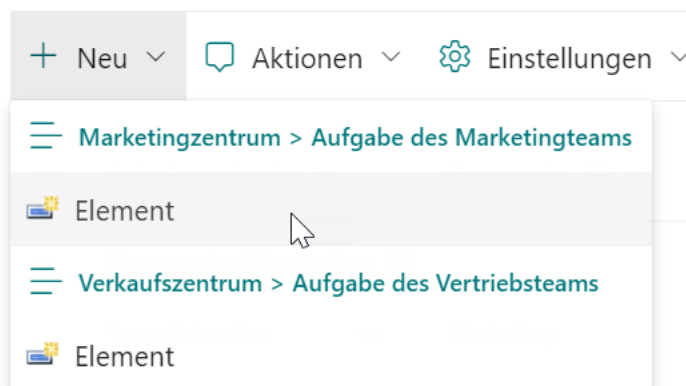 Neu Aktionen Einstellungen
Marketingzentrum > Aufgabe des Marketingteams
Element
Verkaufszentrum > Aufgabe des Vertriebsteams
Element